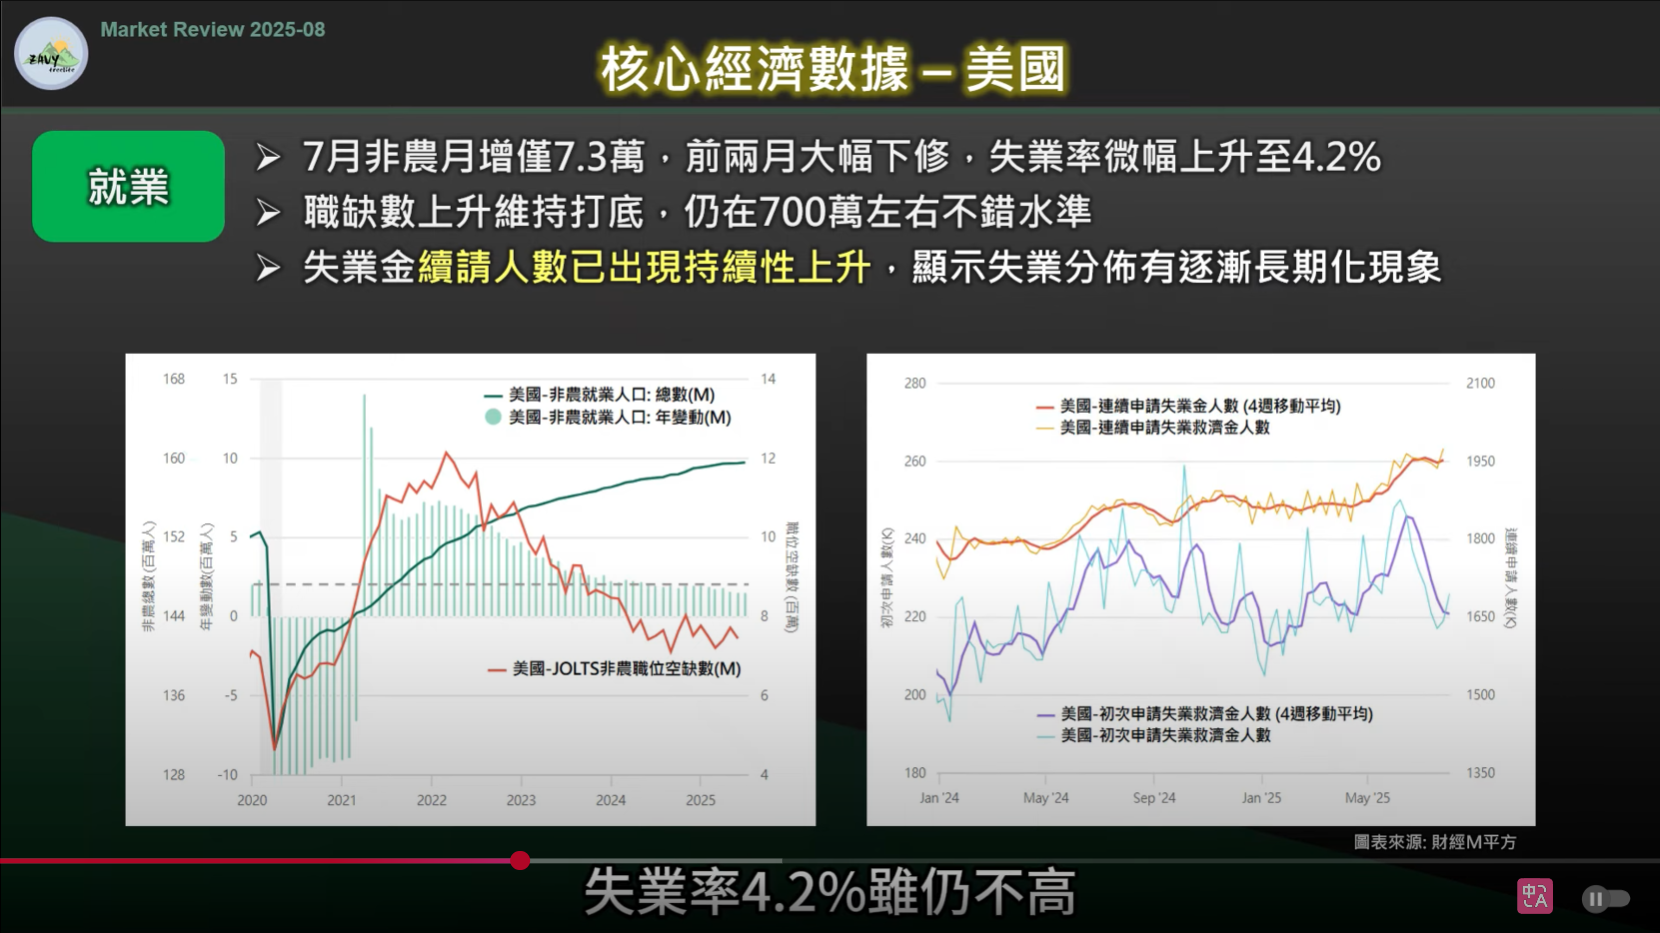 Market Review 2025-08
ZAVY
核心經濟數據 – 美國
就業
➢ 7月非農月增僅7.3萬，前兩月大幅下修，失業率微幅上升至4.2%
➢ 職缺數上升維持打底，仍在700萬左右不錯水準
➢ 失業金續請人數已出現持續性上升，顯示失業分佈有逐漸長期化現象
168 15 14
美國-非農就業人口: 總數(M)
美國-非農就業人口: 年變動(M)
160 10 12
152 5 10
144 0 8
136 -5 6
128 -10 4
非農總數(百萬人)
年變動數(百萬人)
職位空缺數(百萬)
美國-JOLTS非農職位空缺數(M)
2020 2021 2022 2023 2024 2025
280 2100
美國-連續申請失業金人數 (4週移動平均)
美國-連續申請失業救濟金人數
260 1950
240 1800
220 1650
200 1500
180 1350
初次申請人數(K)
連續申請人數(K)
美國-初次申請失業救濟金人數 (4週移動平均)
美國-初次申請失業救濟金人數
Jan '24 May '24 Sep '24 Jan '25 May '25
圖表來源: 財經M平方
失業率4.2%雖仍不高
中
A